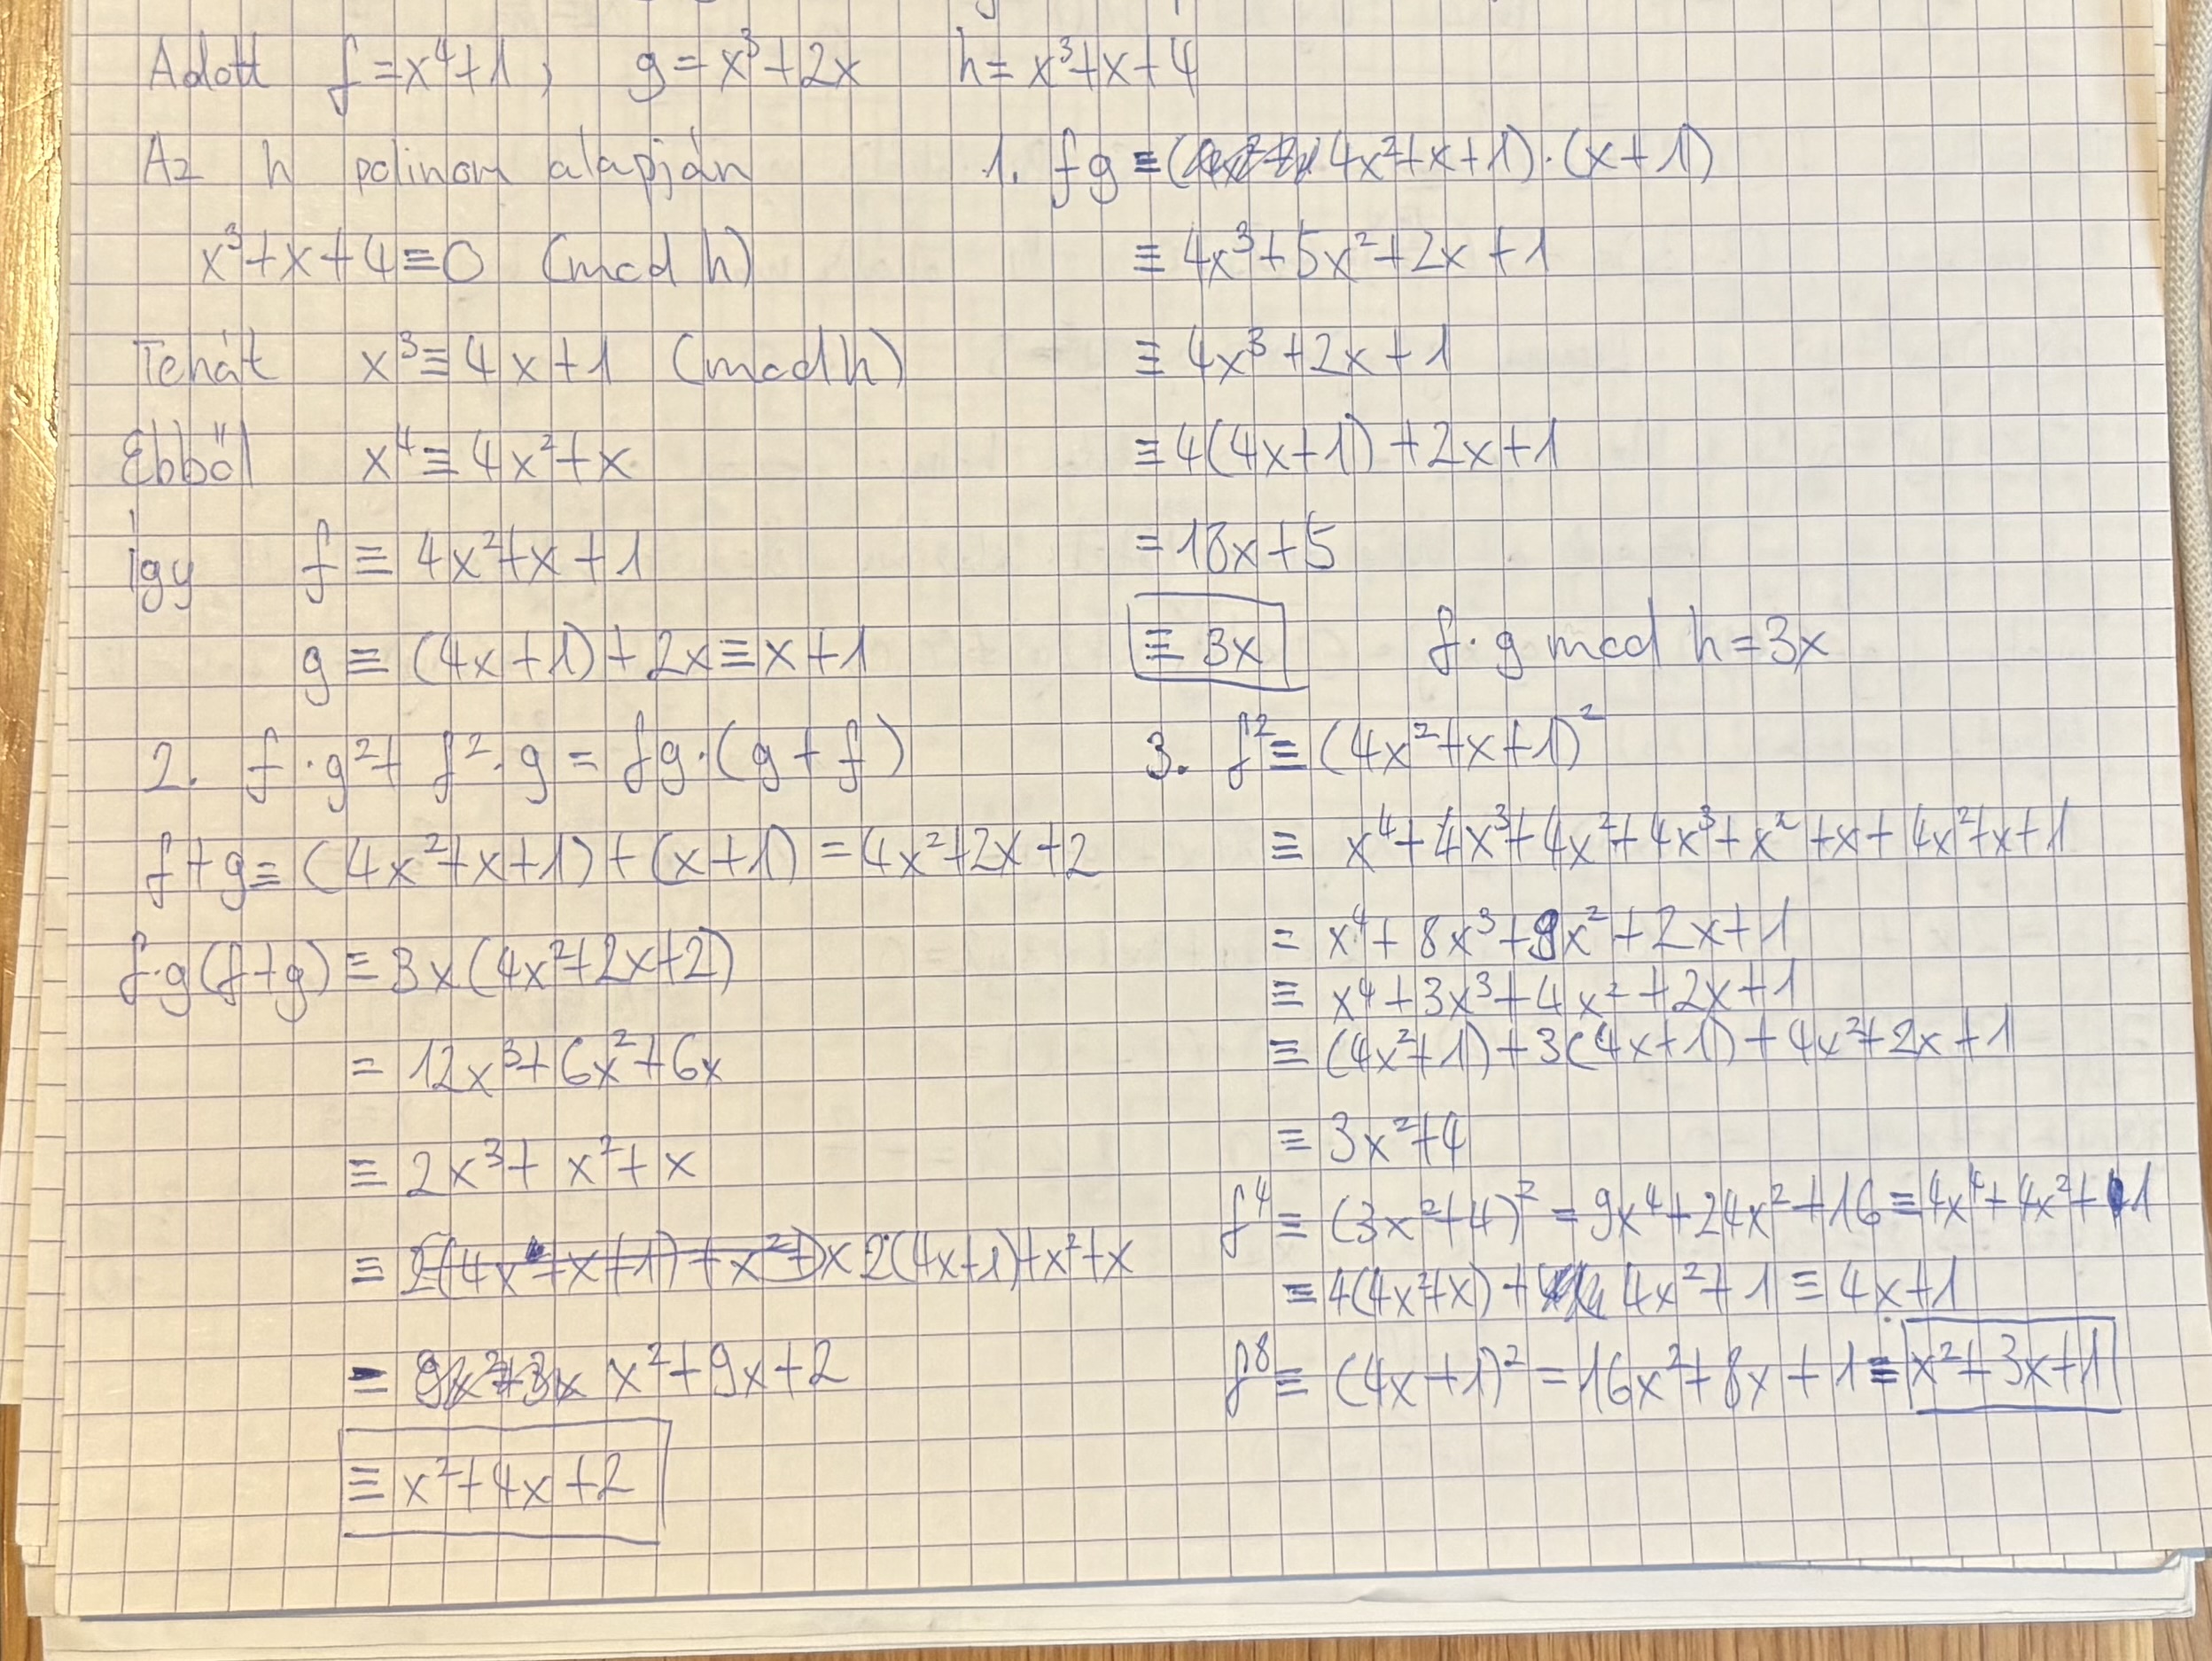 Adott f=x⁴+1, g=x³+2x h=x³+x+4
Az h polinom alapján
x³+x+4≡0 (mod h)
Tehát x³≡4x+1 (mod h)
Ebből x⁴≡4x²+x
Így f≡4x²+x+1
g≡(4x+1)+2x≡x+1
1. fg≡(4x²+x+1)·(x+1)
≡4x³+5x²+2x+1
≡4x³+2x+1
≡4(4x+1)+2x+1
=18x+5
≡3x f·g mod h=3x
2. f·g²+f²·g=fg·(g+f)
f+g≡(4x²+x+1)+(x+1)=4x²+2x+2
f·g(f+g)≡3x(4x²+2x+2)
=12x³+6x²+6x
≡2x³+x²+x
≡2(4x+1)+x²+x
=x²+9x+2
≡x²+4x+2
3. f²≡(4x²+x+1)²
≡x⁴+4x³+4x²+4x³+x²+x+4x²+x+1
=x⁴+8x³+9x²+2x+1
≡x⁴+3x³+4x²+2x+1
≡(4x²+1)+3(4x+1)+4x²+2x+1
≡3x²+4
f⁴≡(3x²+4)²=9x⁴+24x²+16≡4x⁴+4x²+1
≡4(4x²+x)+4x²+1≡4x+1
f⁸≡(4x+1)²=16x²+8x+1≡x²+3x+1